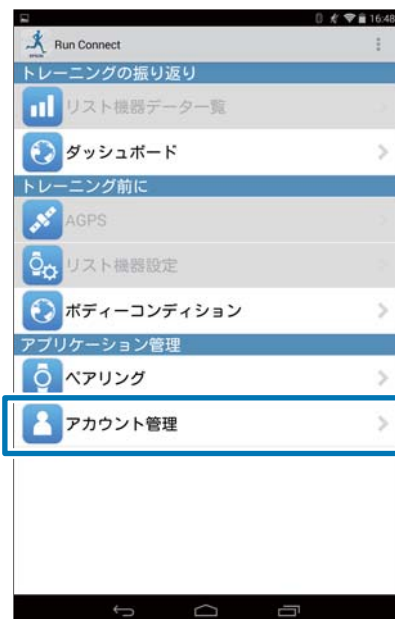 16:48
Run Connect
トレーニングの振り返り
リスト機器データ一覧
ダッシュボード
トレーニング前に
AGPS
リスト機器設定
ボディーコンディション
アプリケーション管理
ペアリング
アカウント管理